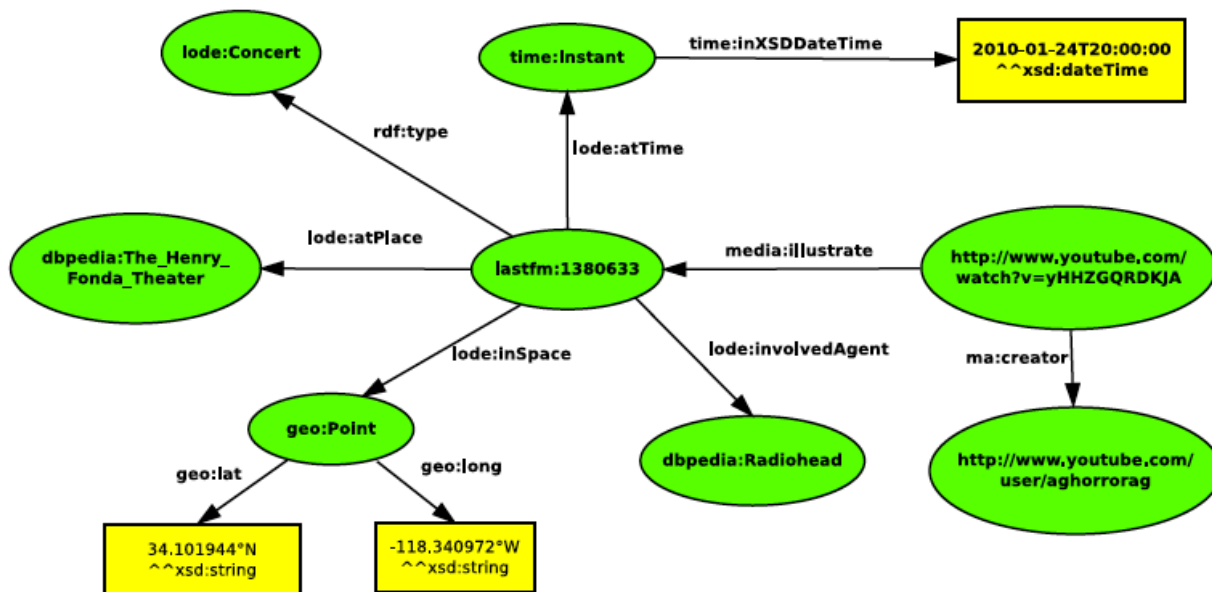 lode:Concert
time:Instant
time:inXSDDateTime
2010-01-24T20:00:00
^^xsd:dateTime
rdf:type
lode:atTime
dbpedia:The_Henry_
Fonda_Theater
lode:atPlace
lastfm:1380633
media:illustrate
http://www.youtube.com/
watch?v=yHHZGQRDKJA
lode:inSpace
lode:involvedAgent
ma:creator
geo:Point
dbpedia:Radiohead
http://www.youtube.com/
user/aghorrorag
geo:lat
geo:long
34.101944°N
^^xsd:string
-118.340972°W
^^xsd:string